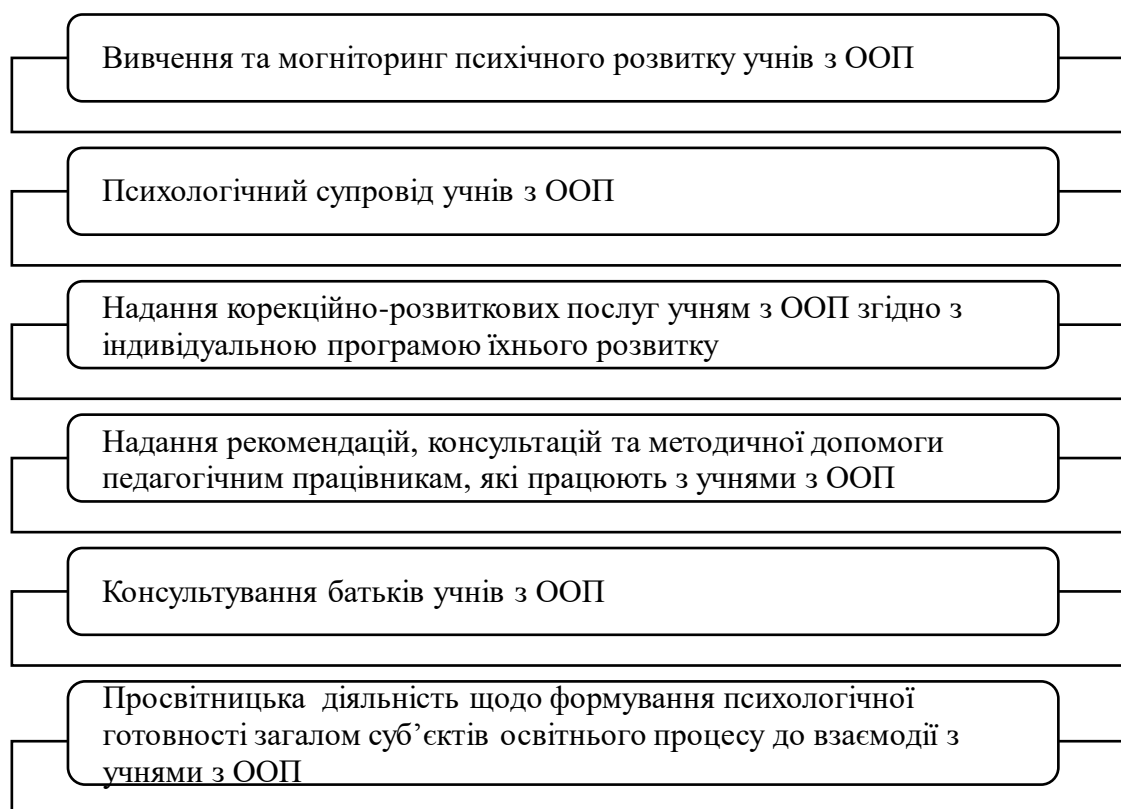 Вивчення та могніторинг психічного розвитку учнів з ООП
Психологічний супровід учнів з ООП
Надання корекційно-розвиткових послуг учням з ООП згідно з
індивідуальною програмою їхнього розвитку
Надання рекомендацій, консультацій та методичної допомоги
педагогічним працівникам, які працюють з учнями з ООП
Консультування батьків учнів з ООП
Просвітницька діяльність щодо формування психологічної
готовності загалом суб’єктів освітнього процесу до взаємодії з
учнями з ООП